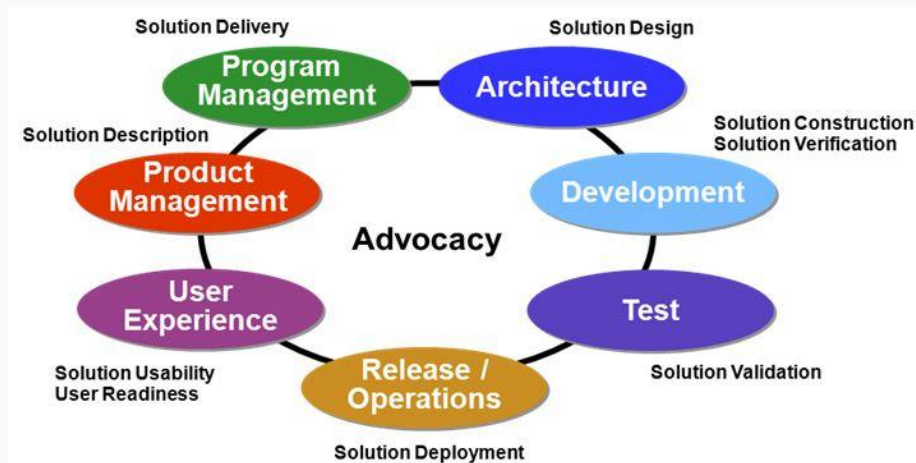 Solution Delivery
Solution Design
Program
Management
Architecture
Solution Description
Solution Construction
Solution Verification
Product
Management
Development
Advocacy
User
Experience
Test
Release /
Operations
Solution Usability
User Readiness
Solution Validation
Solution Deployment